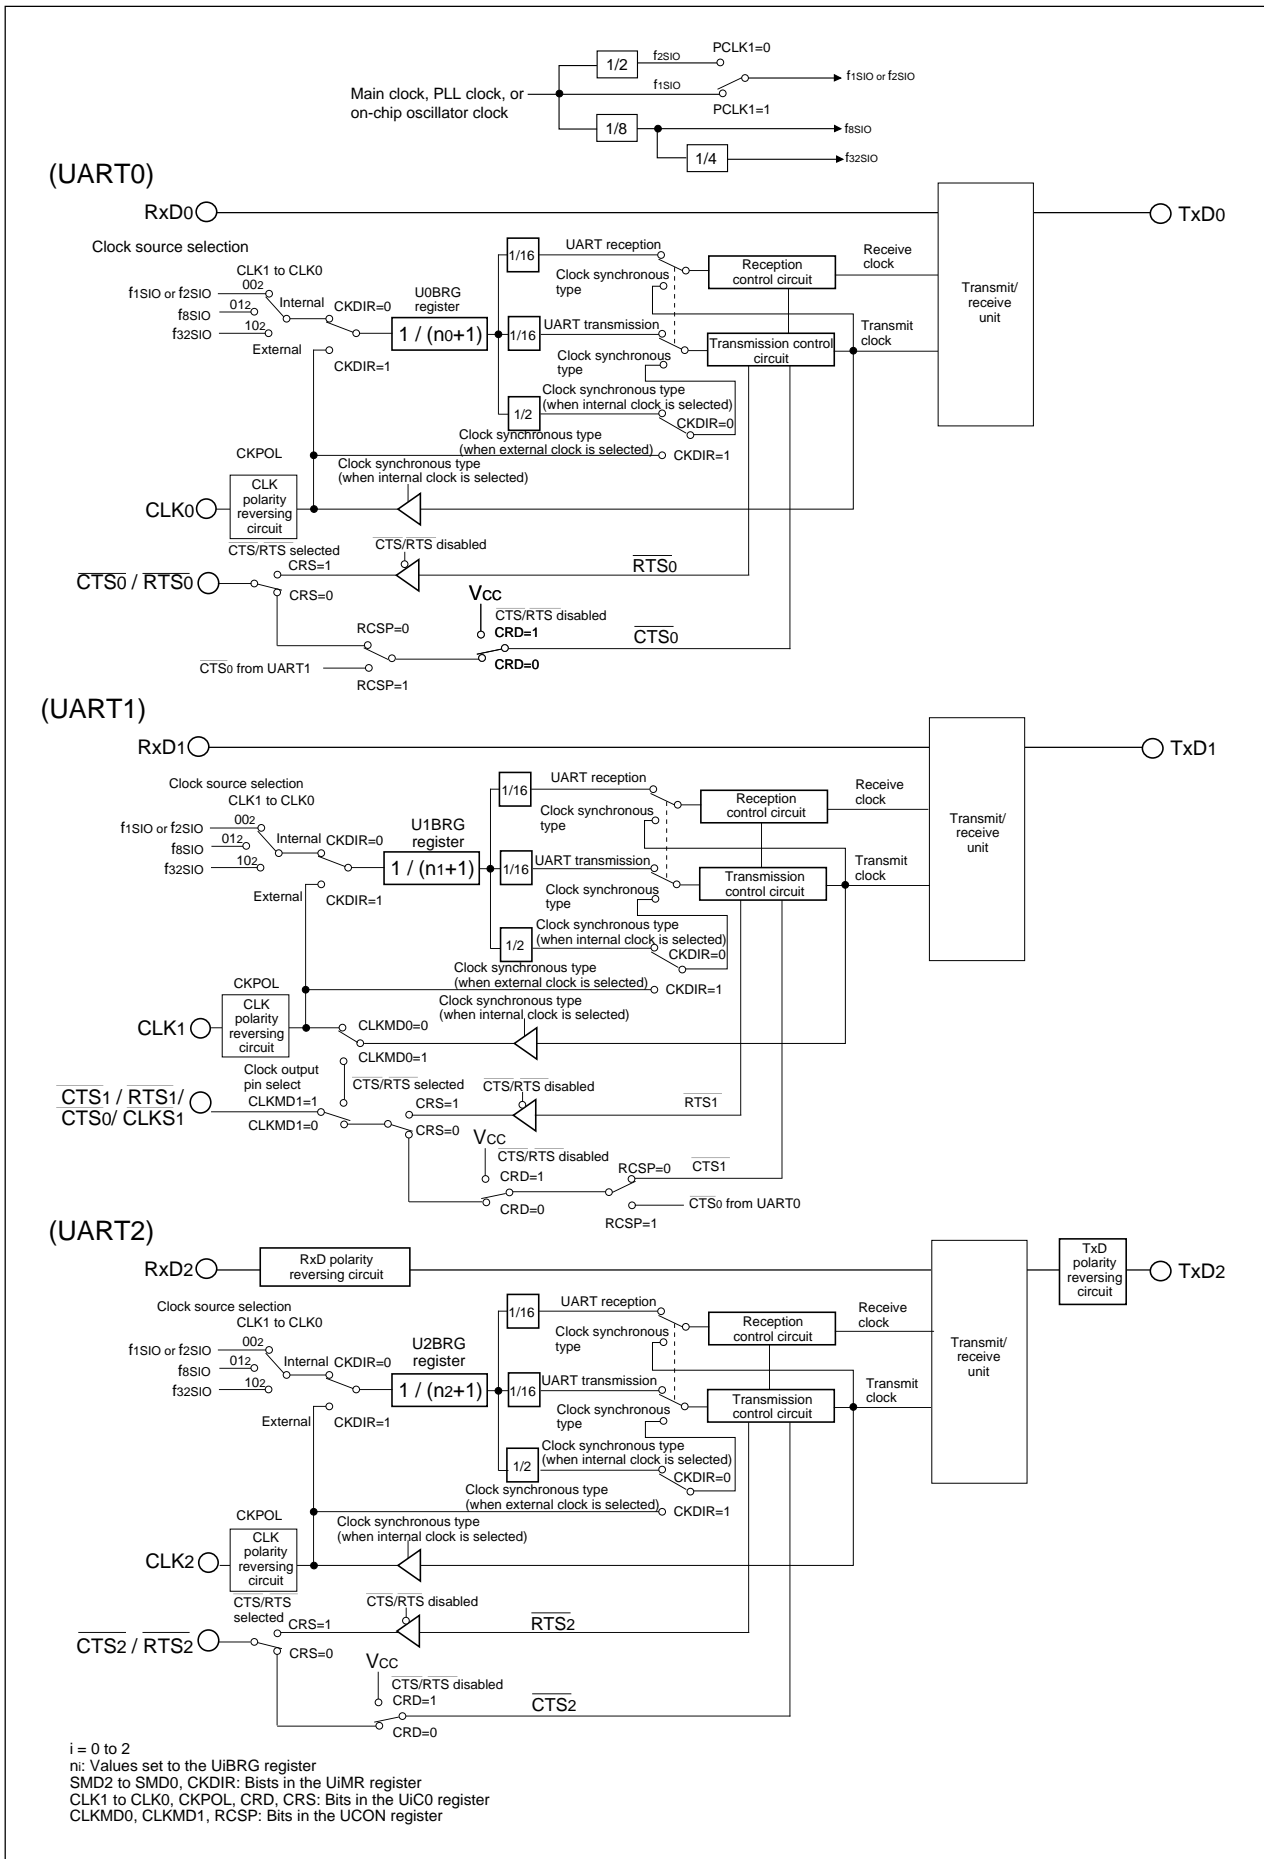 PCLK1=0
f2SIO
1/2
f1SIO or f2SIO
f1SIO
Main clock, PLL clock, or
on-chip oscillator clock
PCLK1=1
1/8
f8SIO
1/4
f32SIO
(UART0)
RxD0
TxD0
Clock source selection
CLK1 to CLK0
002
f1SIO or f2SIO
012
f8SIO
102
f32SIO
Internal
CKDIR=0
External
CKDIR=1
U0BRG
register
1 / (n0+1)
1/16
UART reception
Clock synchronous
type
Reception
control circuit
Receive
clock
Transmit/
receive
unit
1/16
UART transmission
Transmission control
circuit
Transmit
clock
Clock synchronous
type
Clock synchronous type
(when internal clock is selected)
1/2
CKDIR=0
Clock synchronous type
(when external clock is selected)
CKDIR=1
CKPOL
CLK
polarity
reversing
circuit
Clock synchronous type
(when internal clock is selected)
CLK0
CTS/RTS selected
CTS/RTS disabled
CTS0 / RTS0
CRS=1
CRS=0
RTS0
VCC
CTS/RTS disabled
RCSP=0
CRD=1
CTS0
CTS0 from UART1
CRD=0
RCSP=1
(UART1)
RxD1
TxD1
Clock source selection
CLK1 to CLK0
002
f1SIO or f2SIO
012
f8SIO
102
f32SIO
Internal
CKDIR=0
External
CKDIR=1
U1BRG
register
1 / (n1+1)
1/16
UART reception
Clock synchronous
type
Reception
control circuit
Receive
clock
Transmit/
receive
unit
1/16
UART transmission
Transmission
control circuit
Transmit
clock
Clock synchronous
type
Clock synchronous type
(when internal clock is selected)
1/2
CKDIR=0
Clock synchronous type
(when external clock is selected)
CKDIR=1
CKPOL
CLK
polarity
reversing
circuit
Clock synchronous type
(when internal clock is selected)
CLK1
CLKMD0=0
CLKMD0=1
Clock output
pin select
CTS/RTS selected
CTS/RTS disabled
CTS1 / RTS1/
CTS0/ CLKS1
CLKMD1=1
CLKMD1=0
CRS=1
CRS=0
RTS1
VCC
CTS/RTS disabled
CRD=1
CRD=0
RCSP=0
CTS1
CTS0 from UART0
RCSP=1
(UART2)
RxD2
RxD polarity
reversing circuit
TxD
polarity
reversing
circuit
TxD2
Clock source selection
CLK1 to CLK0
002
f1SIO or f2SIO
012
f8SIO
102
f32SIO
Internal
CKDIR=0
External
CKDIR=1
U2BRG
register
1 / (n2+1)
1/16
UART reception
Clock synchronous
type
Reception
control circuit
Receive
clock
Transmit/
receive
unit
1/16
UART transmission
Transmission
control circuit
Transmit
clock
Clock synchronous
type
Clock synchronous type
(when internal clock is selected)
1/2
CKDIR=0
Clock synchronous type
(when external clock is selected)
CKDIR=1
CKPOL
CLK
polarity
reversing
circuit
Clock synchronous type
(when internal clock is selected)
CLK2
CTS/RTS
selected
CTS/RTS disabled
CTS2 / RTS2
CRS=1
CRS=0
RTS2
VCC
CTS/RTS disabled
CRD=1
CTS2
CRD=0
i = 0 to 2
ni: Values set to the UiBRG register
SMD2 to SMD0, CKDIR: Bists in the UiMR register
CLK1 to CLK0, CKPOL, CRD, CRS: Bits in the UiC0 register
CLKMD0, CLKMD1, RCSP: Bits in the UCON register